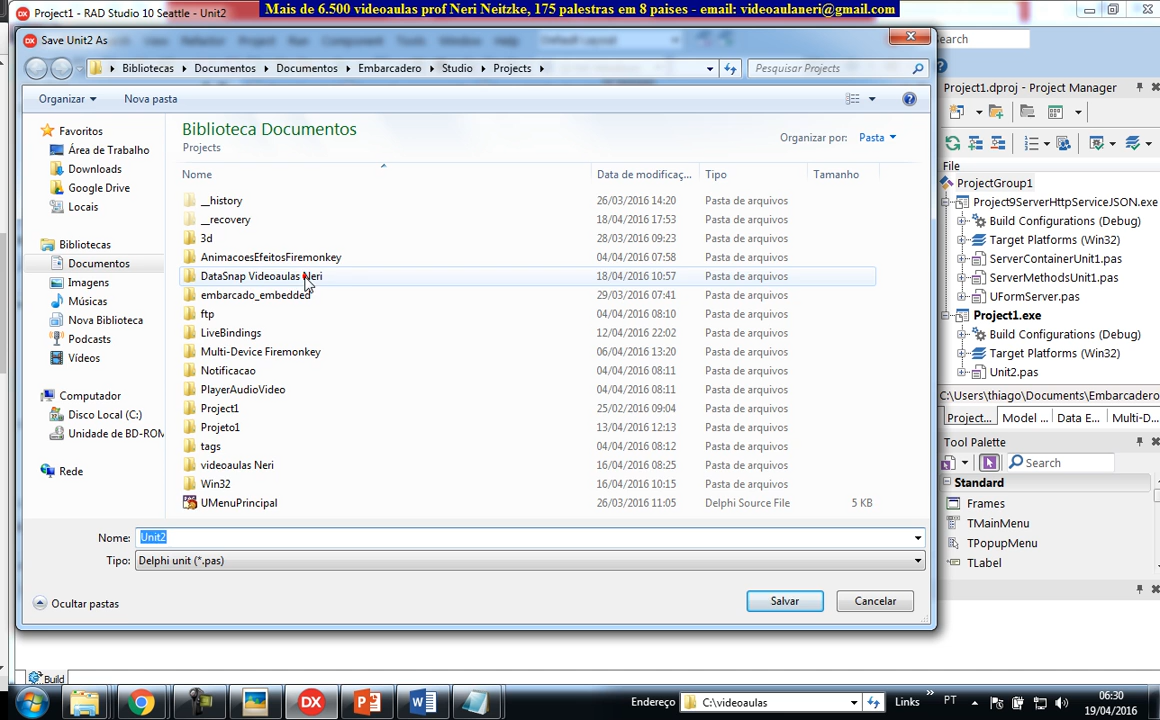 Project1 - RAD Studio 10 Seattle - Unit2
Mais de 6.500 videoaulas prof Neri Neitzke, 175 palestras em 8 paises - email: videoaulaneri@gmail.com
Save Unit2 As
Default Layout
earch
Bibliotecas
Documentos
Documentos
Embarcadero
Studio
Projects
Pesquisar Projects
Organizar
Nova pasta
Favoritos
Área de Trabalho
Downloads
Google Drive
Locais
Bibliotecas
Documentos
Imagens
Músicas
Nova Biblioteca
Podcasts
Vídeos
Computador
Disco Local (C:)
Unidade de BD-ROM
Rede
Biblioteca Documentos
Projects
Organizar por: Pasta
Nome Data de modificaç... Tipo Tamanho
__history 26/03/2016 14:20 Pasta de arquivos
__recovery 18/04/2016 17:53 Pasta de arquivos
3d 28/03/2016 09:23 Pasta de arquivos
AnimacoesEfeitosFiremonkey 04/04/2016 07:58 Pasta de arquivos
DataSnap Videoaulas Neri 18/04/2016 10:57 Pasta de arquivos
embarcado_embedded 29/03/2016 07:41 Pasta de arquivos
ftp 04/04/2016 08:10 Pasta de arquivos
LiveBindings 12/04/2016 22:02 Pasta de arquivos
Multi-Device Firemonkey 06/04/2016 13:20 Pasta de arquivos
Notificacao 04/04/2016 08:11 Pasta de arquivos
PlayerAudioVideo 04/04/2016 08:11 Pasta de arquivos
Project1 25/02/2016 09:04 Pasta de arquivos
Projeto1 13/04/2016 12:13 Pasta de arquivos
tags 04/04/2016 08:12 Pasta de arquivos
videoaulas Neri 16/04/2016 08:25 Pasta de arquivos
Win32 16/04/2016 10:15 Pasta de arquivos
UMenuPrincipal 26/03/2016 11:05 Delphi Source File 5 KB
Nome: Unit2
Tipo: Delphi unit (*.pas)
Ocultar pastas
Salvar
Cancelar
Project1.dproj - Project Manager
File
ProjectGroup1
Project9ServerHttpServiceJSON.exe
Build Configurations (Debug)
Target Platforms (Win32)
ServerContainerUnit1.pas
ServerMethodsUnit1.pas
UFormServer.pas
Project1.exe
Build Configurations (Debug)
Target Platforms (Win32)
Unit2.pas
C:\Users\thiago\Documents\Embarcadero
Project...
Model ...
Data E...
Multi-D...
Tool Palette
Search
Standard
Frames
TMainMenu
TPopupMenu
TLabel
Build
Endereço C:\videoaulas
Links
PT
06:30
19/04/2016